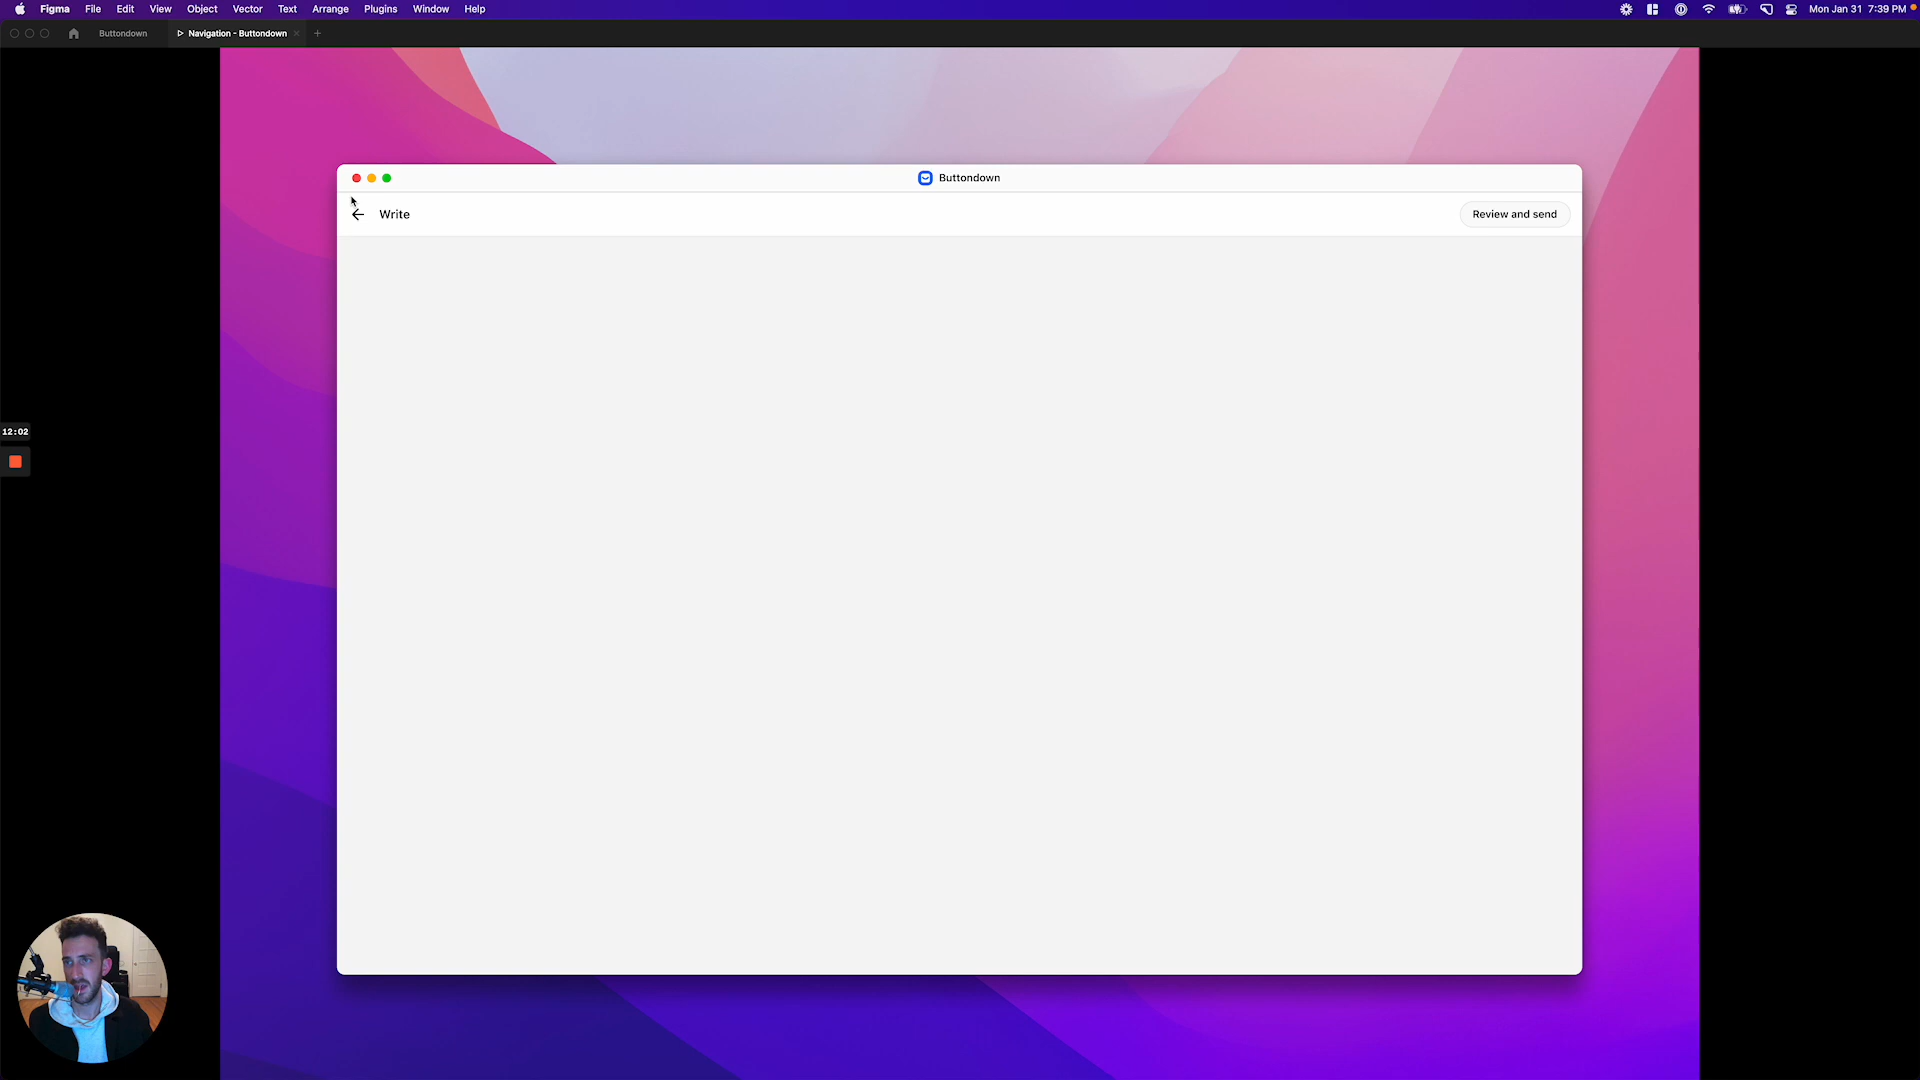 Figma File Edit View Object Vector Text Arrange Plugins Window Help Mon Jan 31 7:39 PM
Buttondown Navigation - Buttondown
Buttondown
Write Review and send
12:02